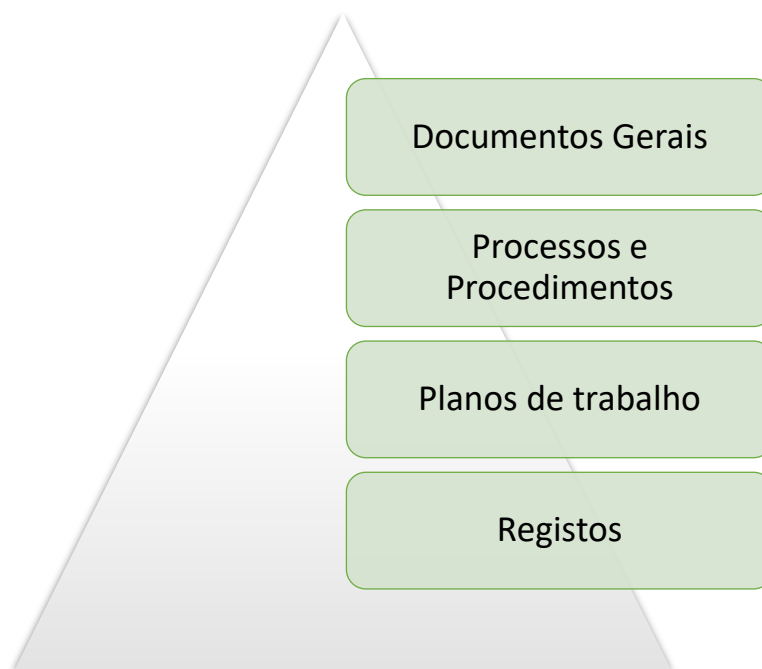 Documentos Gerais
Processos e
Procedimentos
Planos de trabalho
Registos